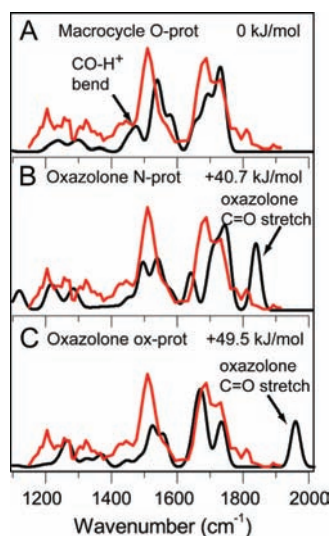 A Macrocycle O-prot 0 kJ/mol
CO-H⁺
bend
B Oxazolone N-prot +40.7 kJ/mol
oxazolone
C=O stretch
C Oxazolone ox-prot +49.5 kJ/mol
oxazolone
C=O stretch
1200 1400 1600 1800 2000
Wavenumber (cm⁻¹)